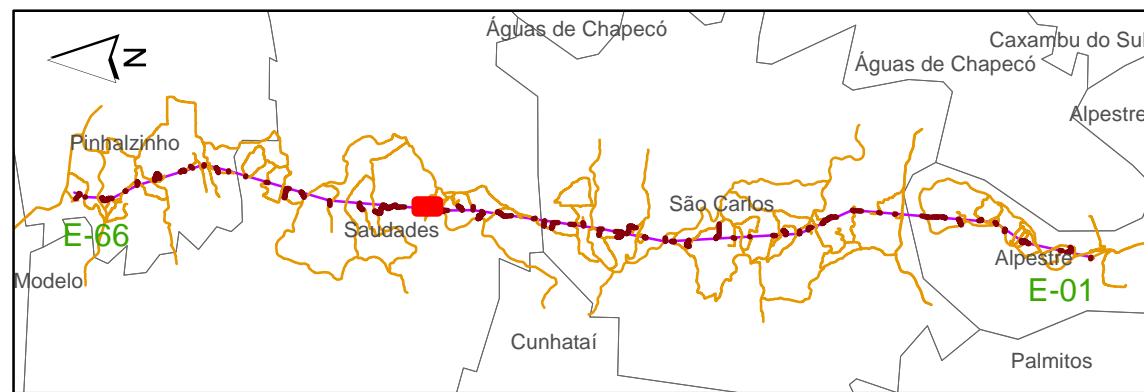 Águas de Chapecó
Caxambu do Sul
Águas de Chapecó
N
Alpestre
Pinhalzinho
São Carlos
Saudades
E-66
Alpestre
Modelo
E-01
Cunhataí
Palmitos